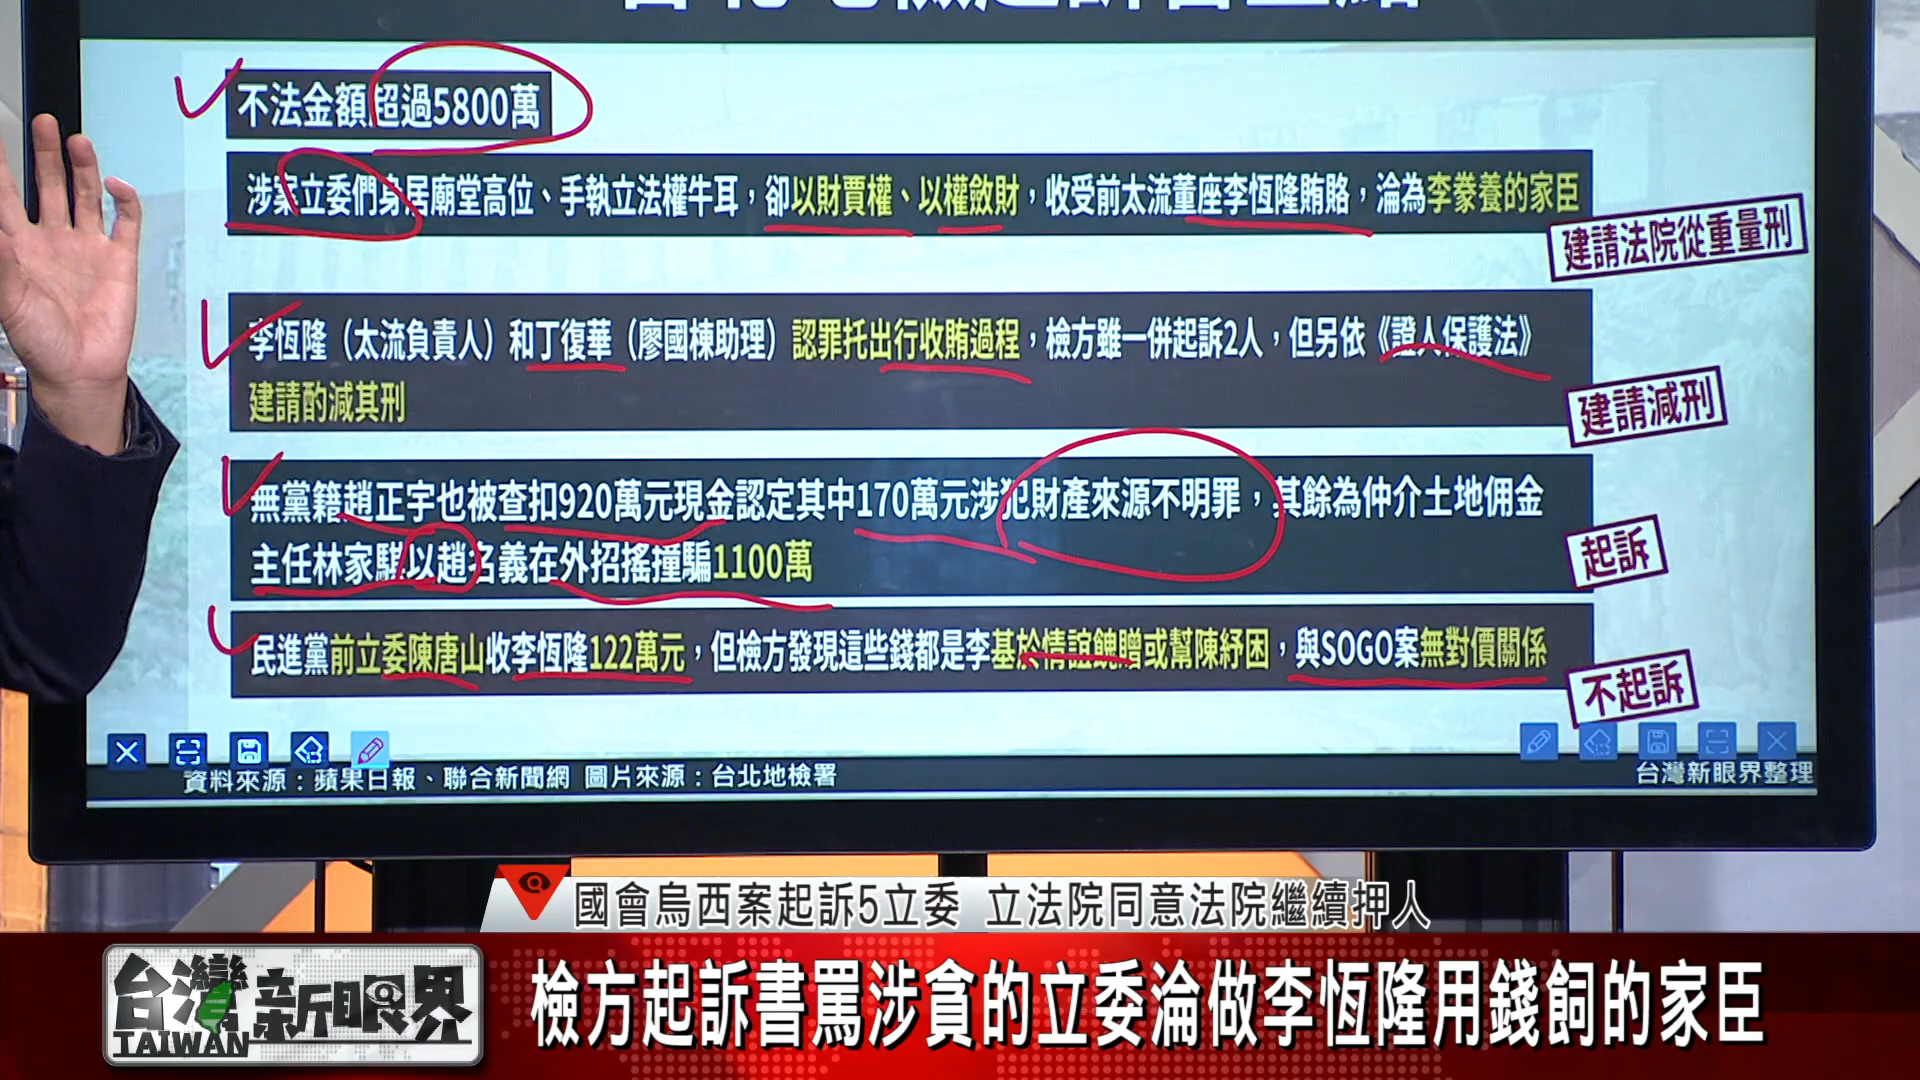 不法金額超過5800萬
涉案立委們身居廟堂高位、手執立法權牛耳，卻以財賈權、以權斂財，收受前太流董座李恆隆賄賂，淪為李豢養的家臣
建請法院從重量刑
李恆隆（太流負責人）和丁復華（廖國棟助理）認罪托出行收賄過程，檢方雖一併起訴2人，但另依《證人保護法》
建請酌減其刑
建請減刑
無黨籍趙正宇也被查扣920萬元現金認定其中170萬元涉犯財產來源不明罪，其餘為仲介土地佣金
主任林家騏以趙名義在外招搖撞騙1100萬
起訴
民進黨前立委陳唐山收李恆隆122萬元，但檢方發現這些錢都是李基於情誼餽贈或幫陳紓困，與SOGO案無對價關係
不起訴
資料來源：蘋果日報、聯合新聞網 圖片來源：台北地檢署
台灣新眼界整理
國會烏西案起訴5立委 立法院同意法院繼續押人
台灣新眼界
TAIWAN
檢方起訴書罵涉貪的立委淪做李恆隆用錢飼的家臣